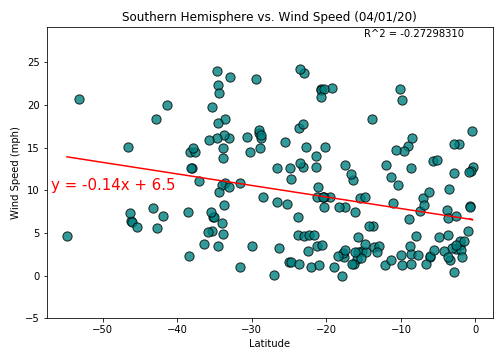 Southern Hemisphere vs. Wind Speed (04/01/20)
R^2 = -0.27298310
25
20
15
10
5
0
−5
Wind Speed (mph)
y = -0.14x + 6.5
−50
−40
−30
−20
−10
0
Latitude